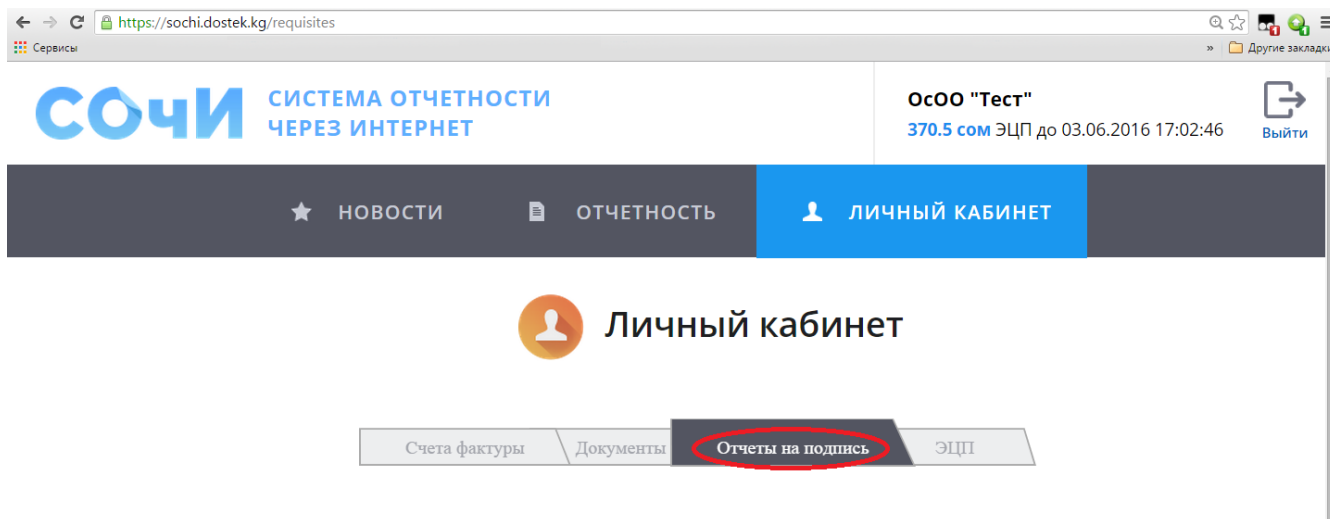 https://sochi.dostek.kg/requisites
Сервисы
» Другие закладки
СОчИ
СИСТЕМА ОТЧЕТНОСТИ
ЧЕРЕЗ ИНТЕРНЕТ
ОсОО "Тест"
370.5 сом ЭЦП до 03.06.2016 17:02:46
Выйти
НОВОСТИ
ОТЧЕТНОСТЬ
ЛИЧНЫЙ КАБИНЕТ
Личный кабинет
Счета фактуры
Документы
Отчеты на подпись
ЭЦП